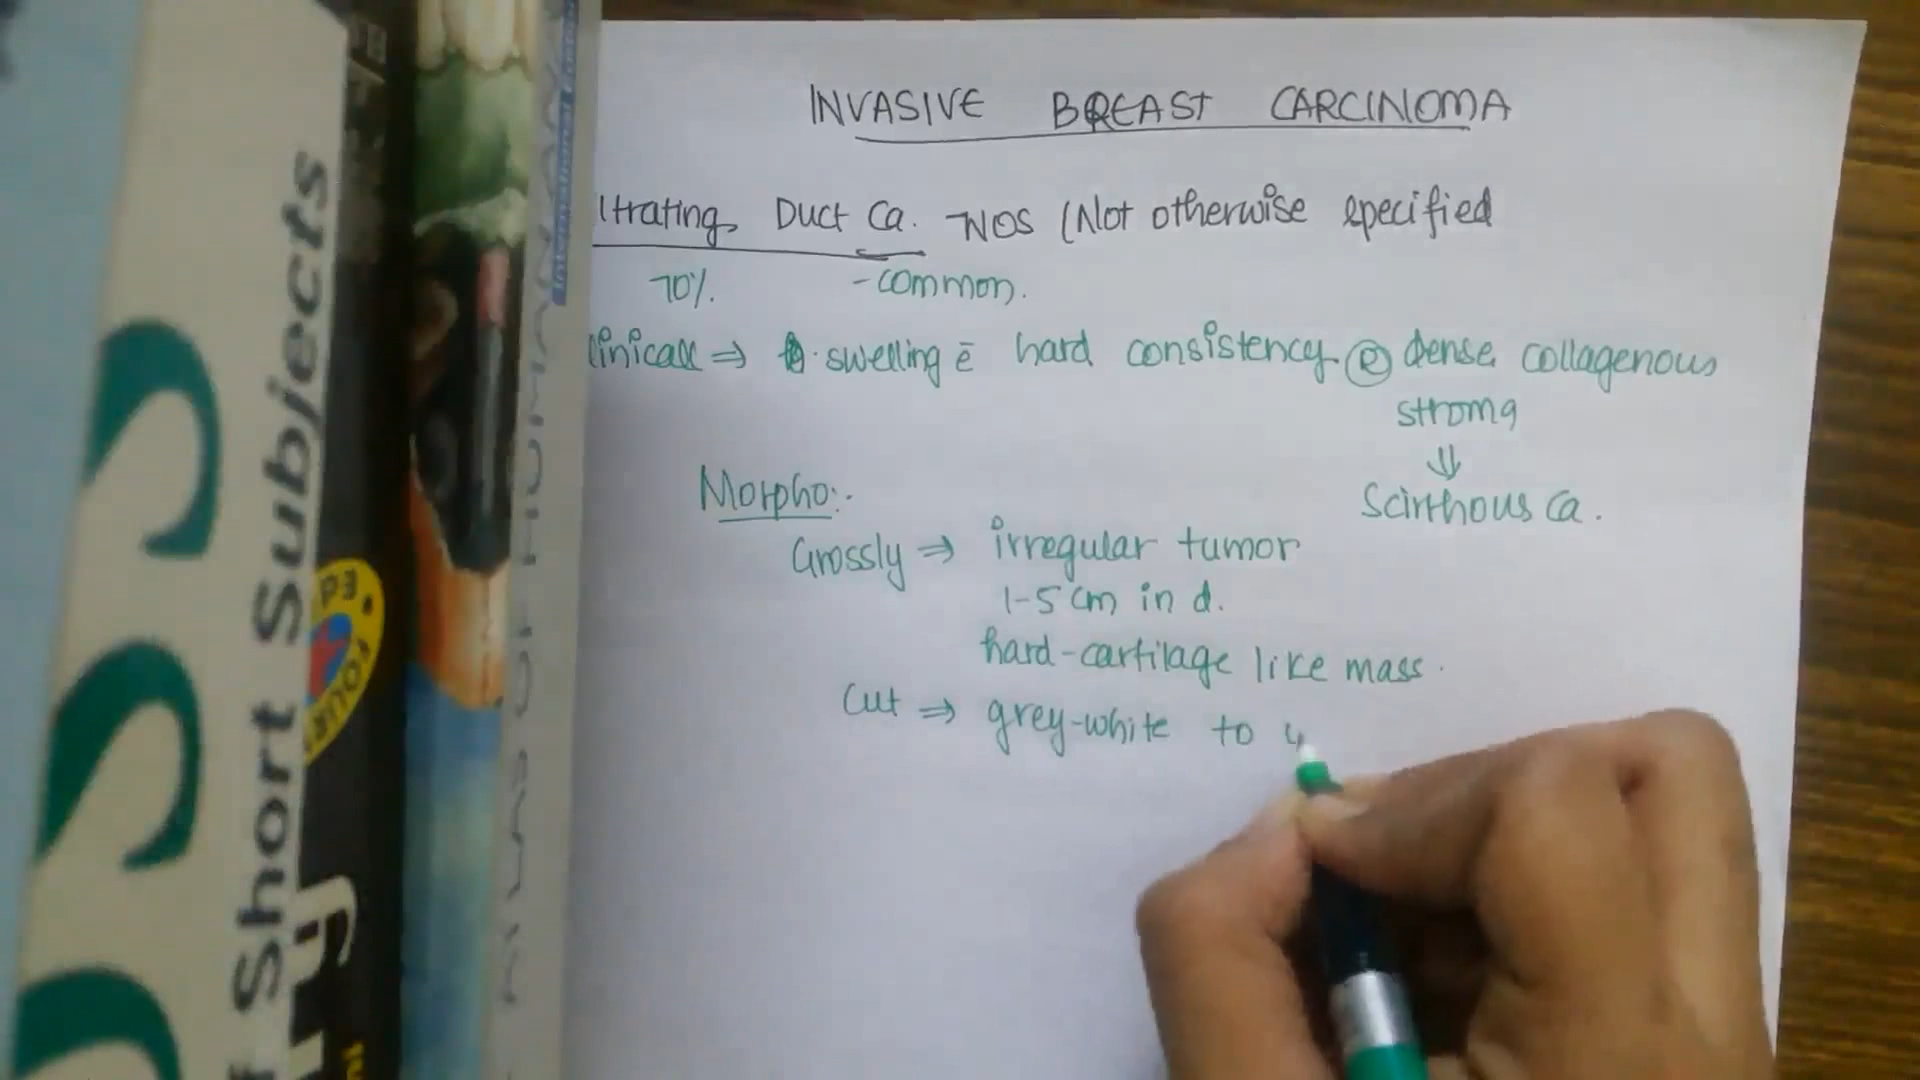 INVASIVE BREAST CARCINOMA
ltrating Duct Ca. NOS (Not otherwise specified
70% - common.
linicall ⇒ swelling c̄ hard consistency dense collagenous
stroma
⇓
Scirrhous Ca.
Morpho:-
Grossly ⇒ irregular tumor
1-5 cm in d.
hard-cartilage like mass.
Cut ⇒ grey-white to y
Short Subjects
FOUR